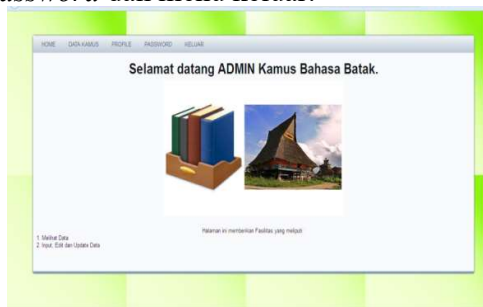 password dan menu keluar.
HOME DATA KAMUS PROFILE PASSWORD KELUAR
Selamat datang ADMIN Kamus Bahasa Batak.
Halaman ini memberikan Fasilitas yang meliputi
1. Melihat Data
2. Input, Edit dan Update Data